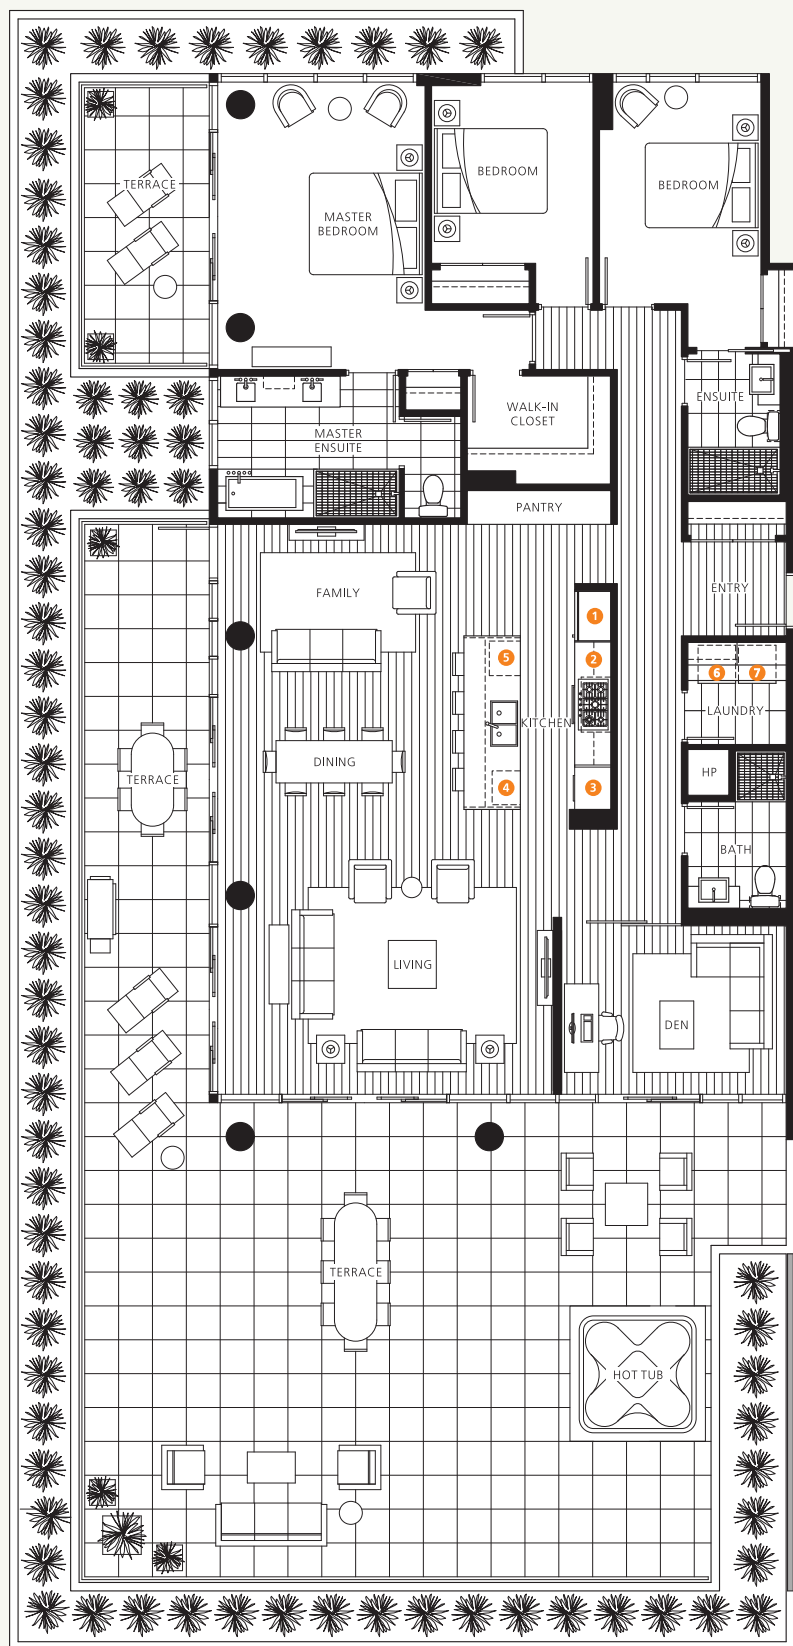 BEDROOM
TERRACE
BEDROOM
MASTER
BEDROOM
ENSUITE
WALK-IN
CLOSET
MASTER
ENSUITE
PANTRY
FAMILY
ENTRY
1
5
2
6
7
KITCHEN
LAUNDRY
DINING
HP
TERRACE
4
3
BATH
LIVING
DEN
TERRACE
HOT TUB